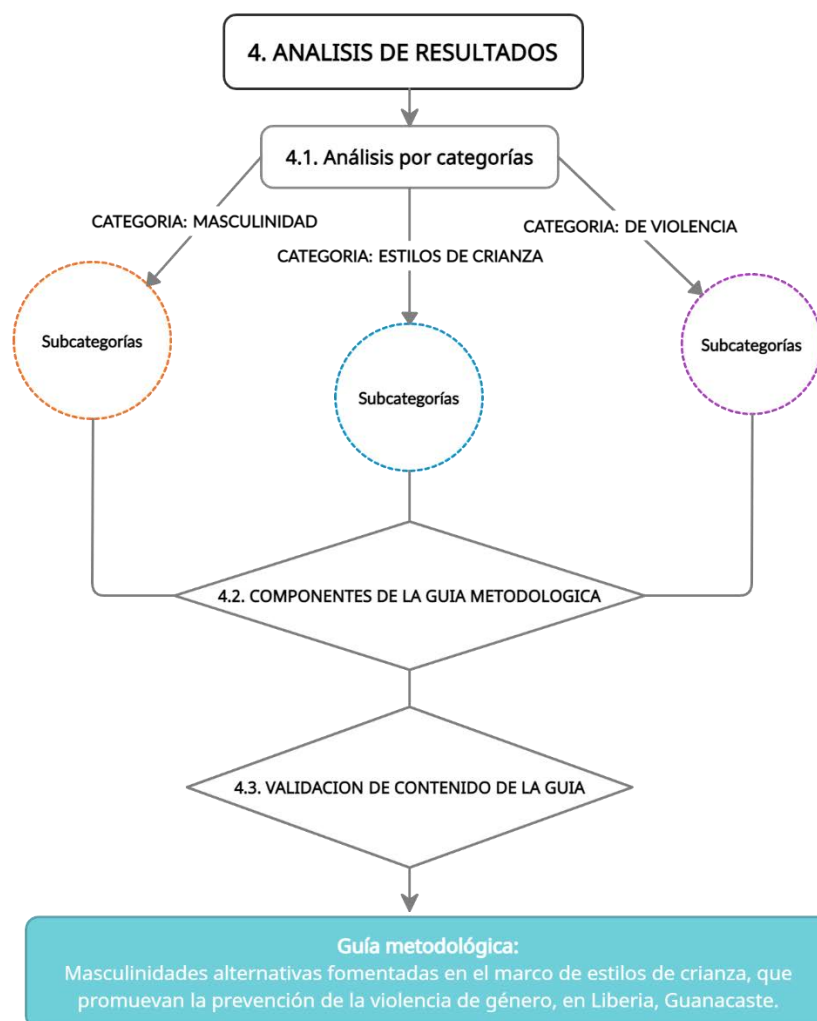 4. ANALISIS DE RESULTADOS
4.1. Análisis por categorías
CATEGORIA: MASCULINIDAD
CATEGORIA: DE VIOLENCIA
CATEGORIA: ESTILOS DE CRIANZA
Subcategorías
Subcategorías
Subcategorías
4.2. COMPONENTES DE LA GUIA METODOLOGICA
4.3. VALIDACION DE CONTENIDO DE LA GUIA
Guía metodológica:
Masculinidades alternativas fomentadas en el marco de estilos de crianza, que
promuevan la prevención de la violencia de género, en Liberia, Guanacaste.